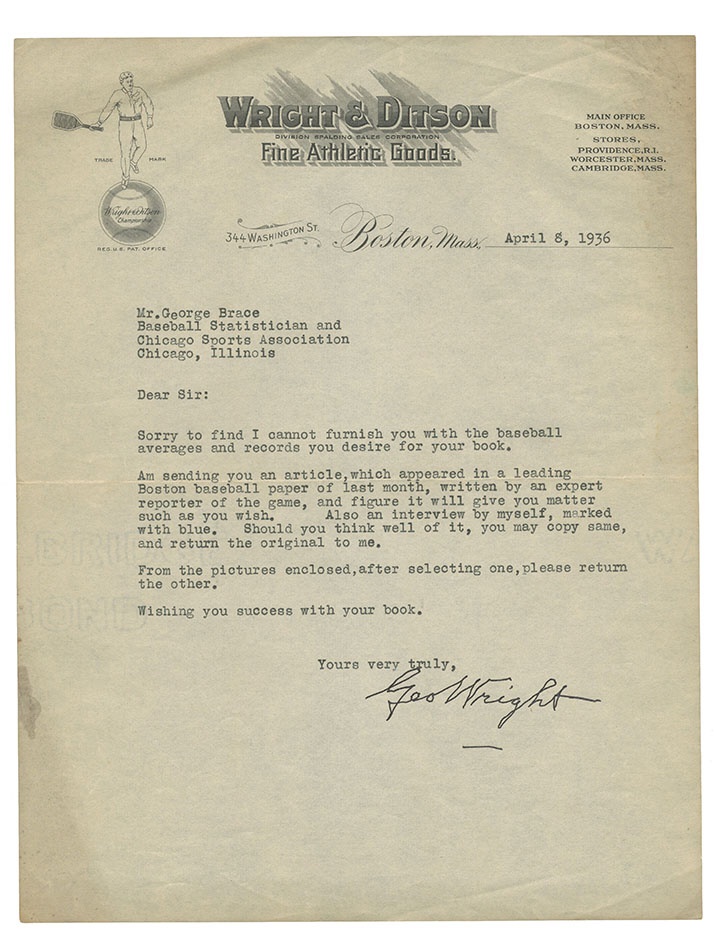 WRIGHT & DITSON
DIVISION SPALDING SALES CORPORATION
Fine Athletic Goods.
TRADE MARK
Wright & Ditson
Championship
REG. U.S. PAT. OFFICE
MAIN OFFICE
BOSTON, MASS.
STORES,
PROVIDENCE, R.I.
WORCESTER, MASS.
CAMBRIDGE, MASS.
344 WASHINGTON ST. Boston, Mass., April 8, 1936
Mr.George Brace
Baseball Statistician and
Chicago Sports Association
Chicago, Illinois
Dear Sir:
Sorry to find I cannot furnish you with the baseball
averages and records you desire for your book.
Am sending you an article,which appeared in a leading
Boston baseball paper of last month, written by an expert
reporter of the game, and figure it will give you matter
such as you wish. Also an interview by myself, marked
with blue. Should you think well of it, you may copy same,
and return the original to me.
From the pictures enclosed,after selecting one,please return
the other.
Wishing you success with your book.
Yours very truly,
Geo Wright